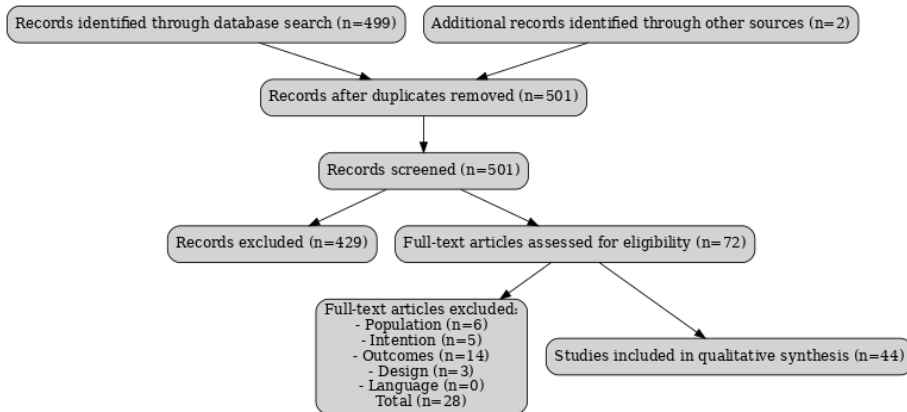 Records identified through database search (n=499)
Additional records identified through other sources (n=2)
Records after duplicates removed (n=501)
Records screened (n=501)
Records excluded (n=429)
Full-text articles assessed for eligibility (n=72)
Full-text articles excluded:
- Population (n=6)
- Intention (n=5)
- Outcomes (n=14)
- Design (n=3)
- Language (n=0)
Total (n=28)
Studies included in qualitative synthesis (n=44)